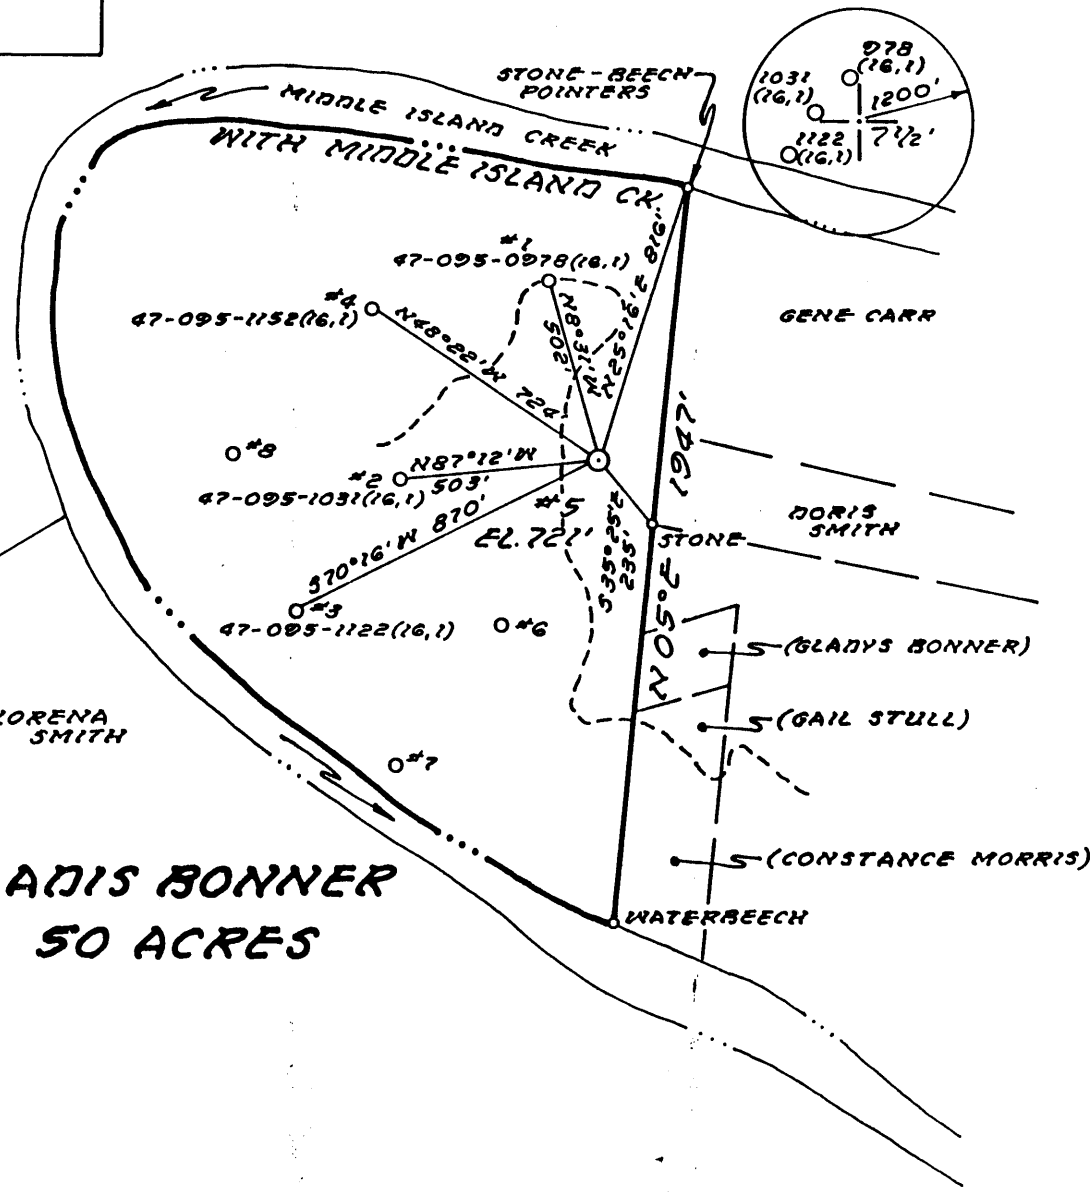 STONE-BEECH
POINTERS
978
(16,1)
1031
(16,1)
1200'
1122
(16,1)
7 1/2'
MIDDLE ISLAND CREEK
WITH MIDDLE ISLAND CK.
#1
47-095-0978(16,1)
#4
47-095-1152(16,1)
N48°22'W 724'
N8°31'W
502'
N25°16'E 816'
GENE CARR
1947'
#8
#2
47-095-1031(16,1)
N87°12'W
503'
S70°16'W 870'
#5
EL. 721'
S35°25'E
235'
STONE
DORIS
SMITH
#3
47-095-1122(16,1)
#6
N05°E
(GLADYS BONNER)
(GAIL STULL)
LORENA
SMITH
#7
(CONSTANCE MORRIS)
ADIS BONNER
50 ACRES
WATERBEECH